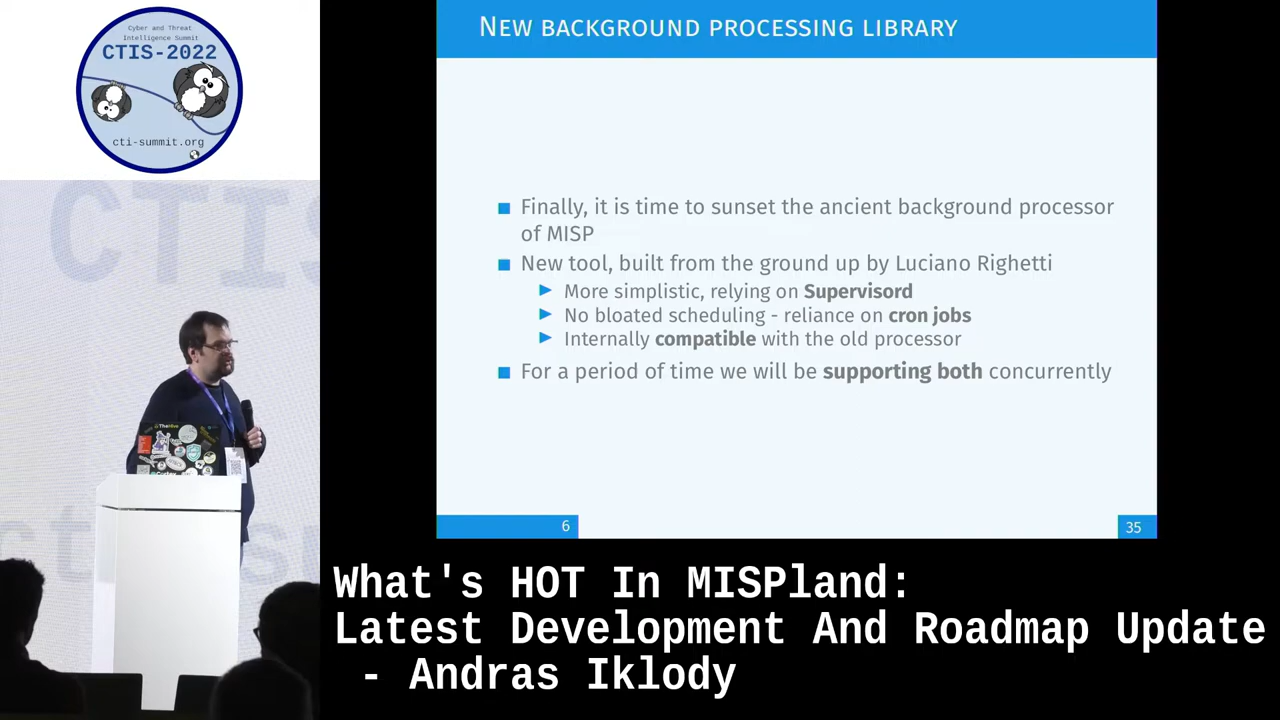 Cyber and Threat
Intelligence Summit
CTIS-2022
cti-summit.org
CTIS
NEW BACKGROUND PROCESSING LIBRARY
Finally, it is time to sunset the ancient background processor
of MISP
New tool, built from the ground up by Luciano Righetti
More simplistic, relying on Supervisord
No bloated scheduling - reliance on cron jobs
Internally compatible with the old processor
For a period of time we will be supporting both concurrently
6
35
What's HOT In MISPland:
Latest Development And Roadmap Update
- Andras Iklody